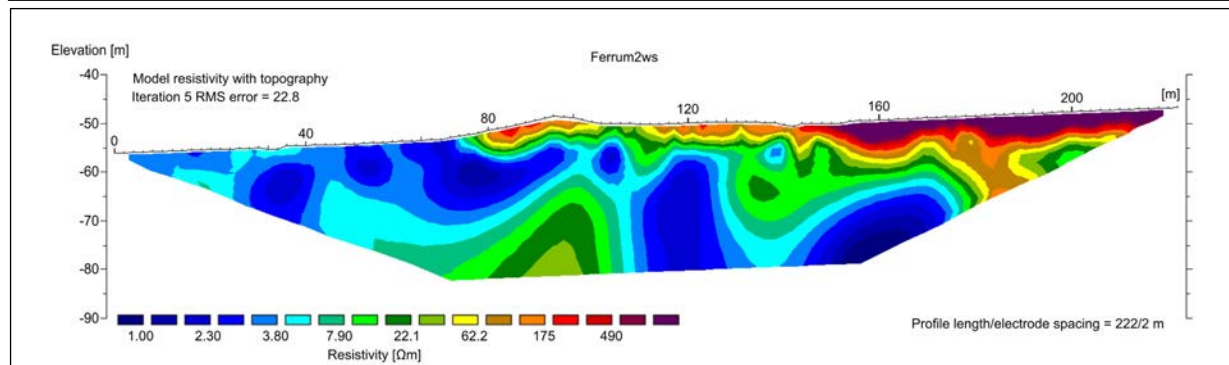 Elevation [m]
Ferrum2ws
-40
Model resistivity with topography
Iteration 5 RMS error = 22.8
[m]
200
160
120
80
40
0
-50
-60
-70
-80
-90
1.00 2.30 3.80 7.90 22.1 62.2 175 490
Resistivity [Ωm]
Profile length/electrode spacing = 222/2 m